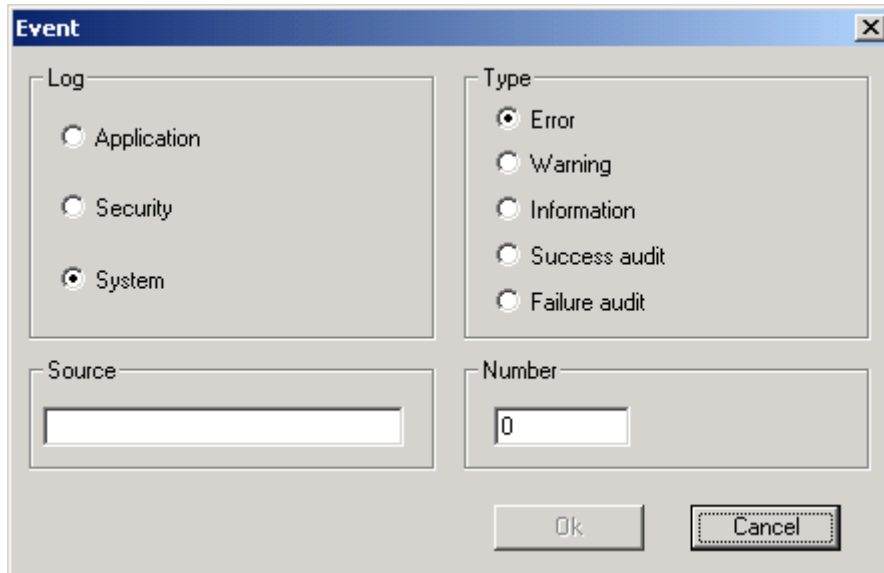 Event
Log
Application
Security
System
Type
Error
Warning
Information
Success audit
Failure audit
Source
Number
0
Ok
Cancel